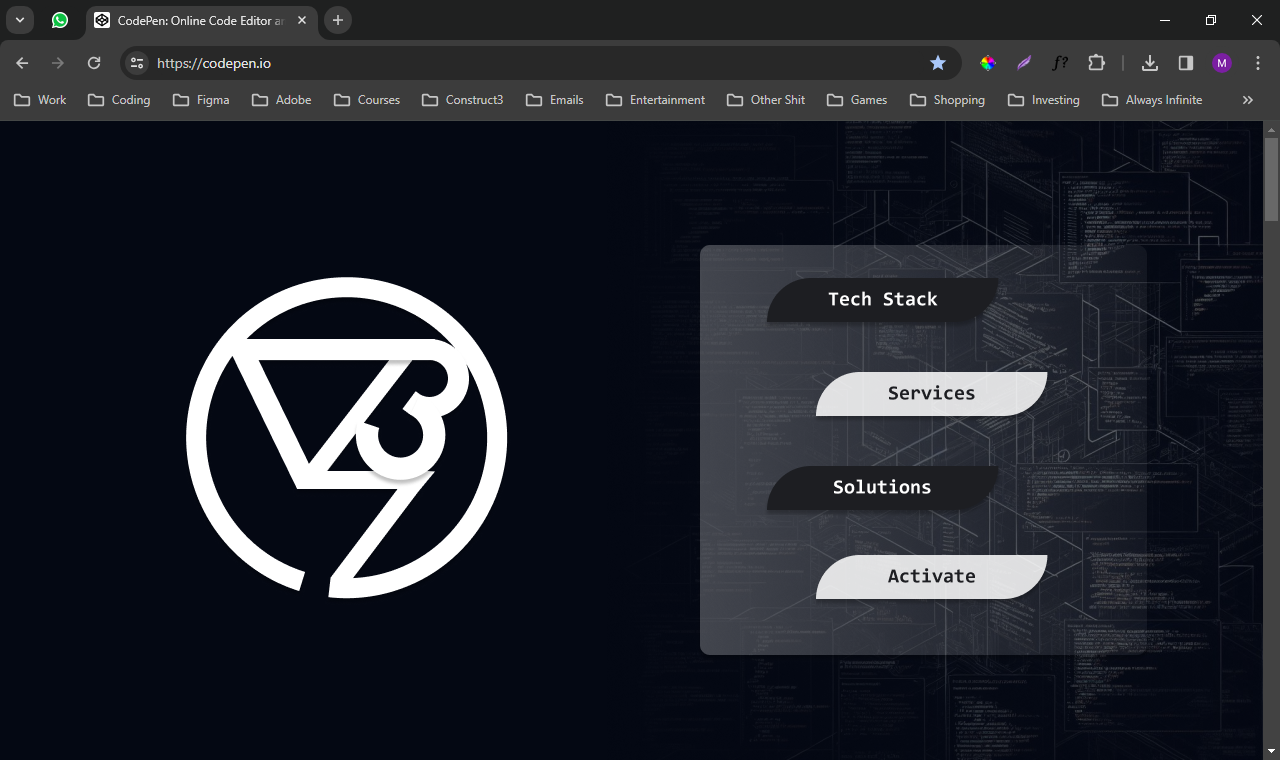 CodePen: Online Code Editor an
https://codepen.io
f?
M
Work
Coding
Figma
Adobe
Courses
Construct3
Emails
Entertainment
Other Shit
Games
Shopping
Investing
Always Infinite
Tech Stack
Services
Solutions
Activate